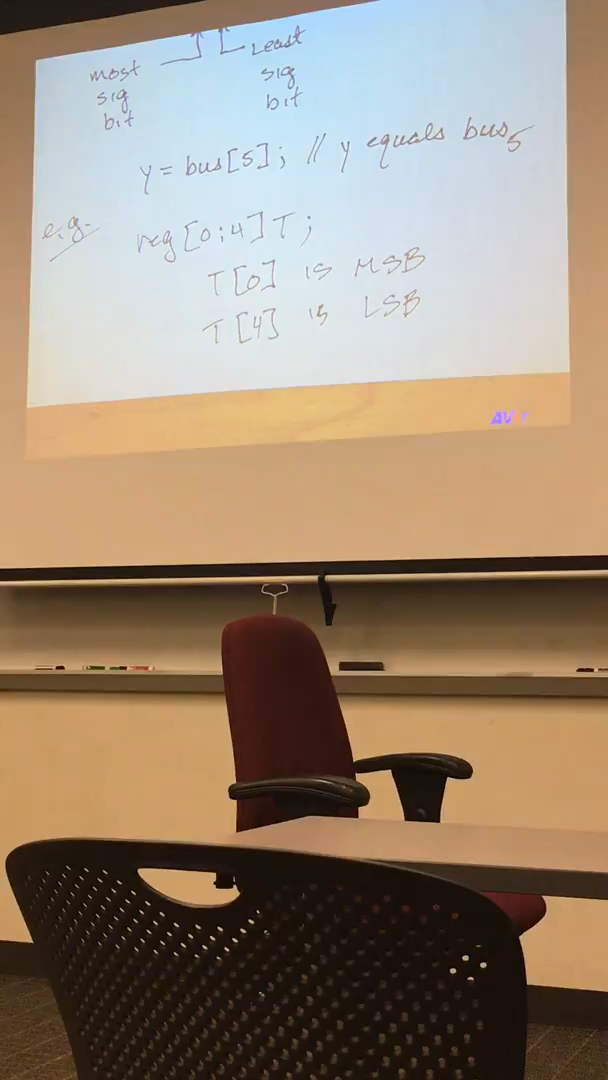 most Least
sig sig
bit bit
y = bus[5]; // y equals bus5
e.g. reg [0:4] T;
T[0] is MSB
T[4] is LSB